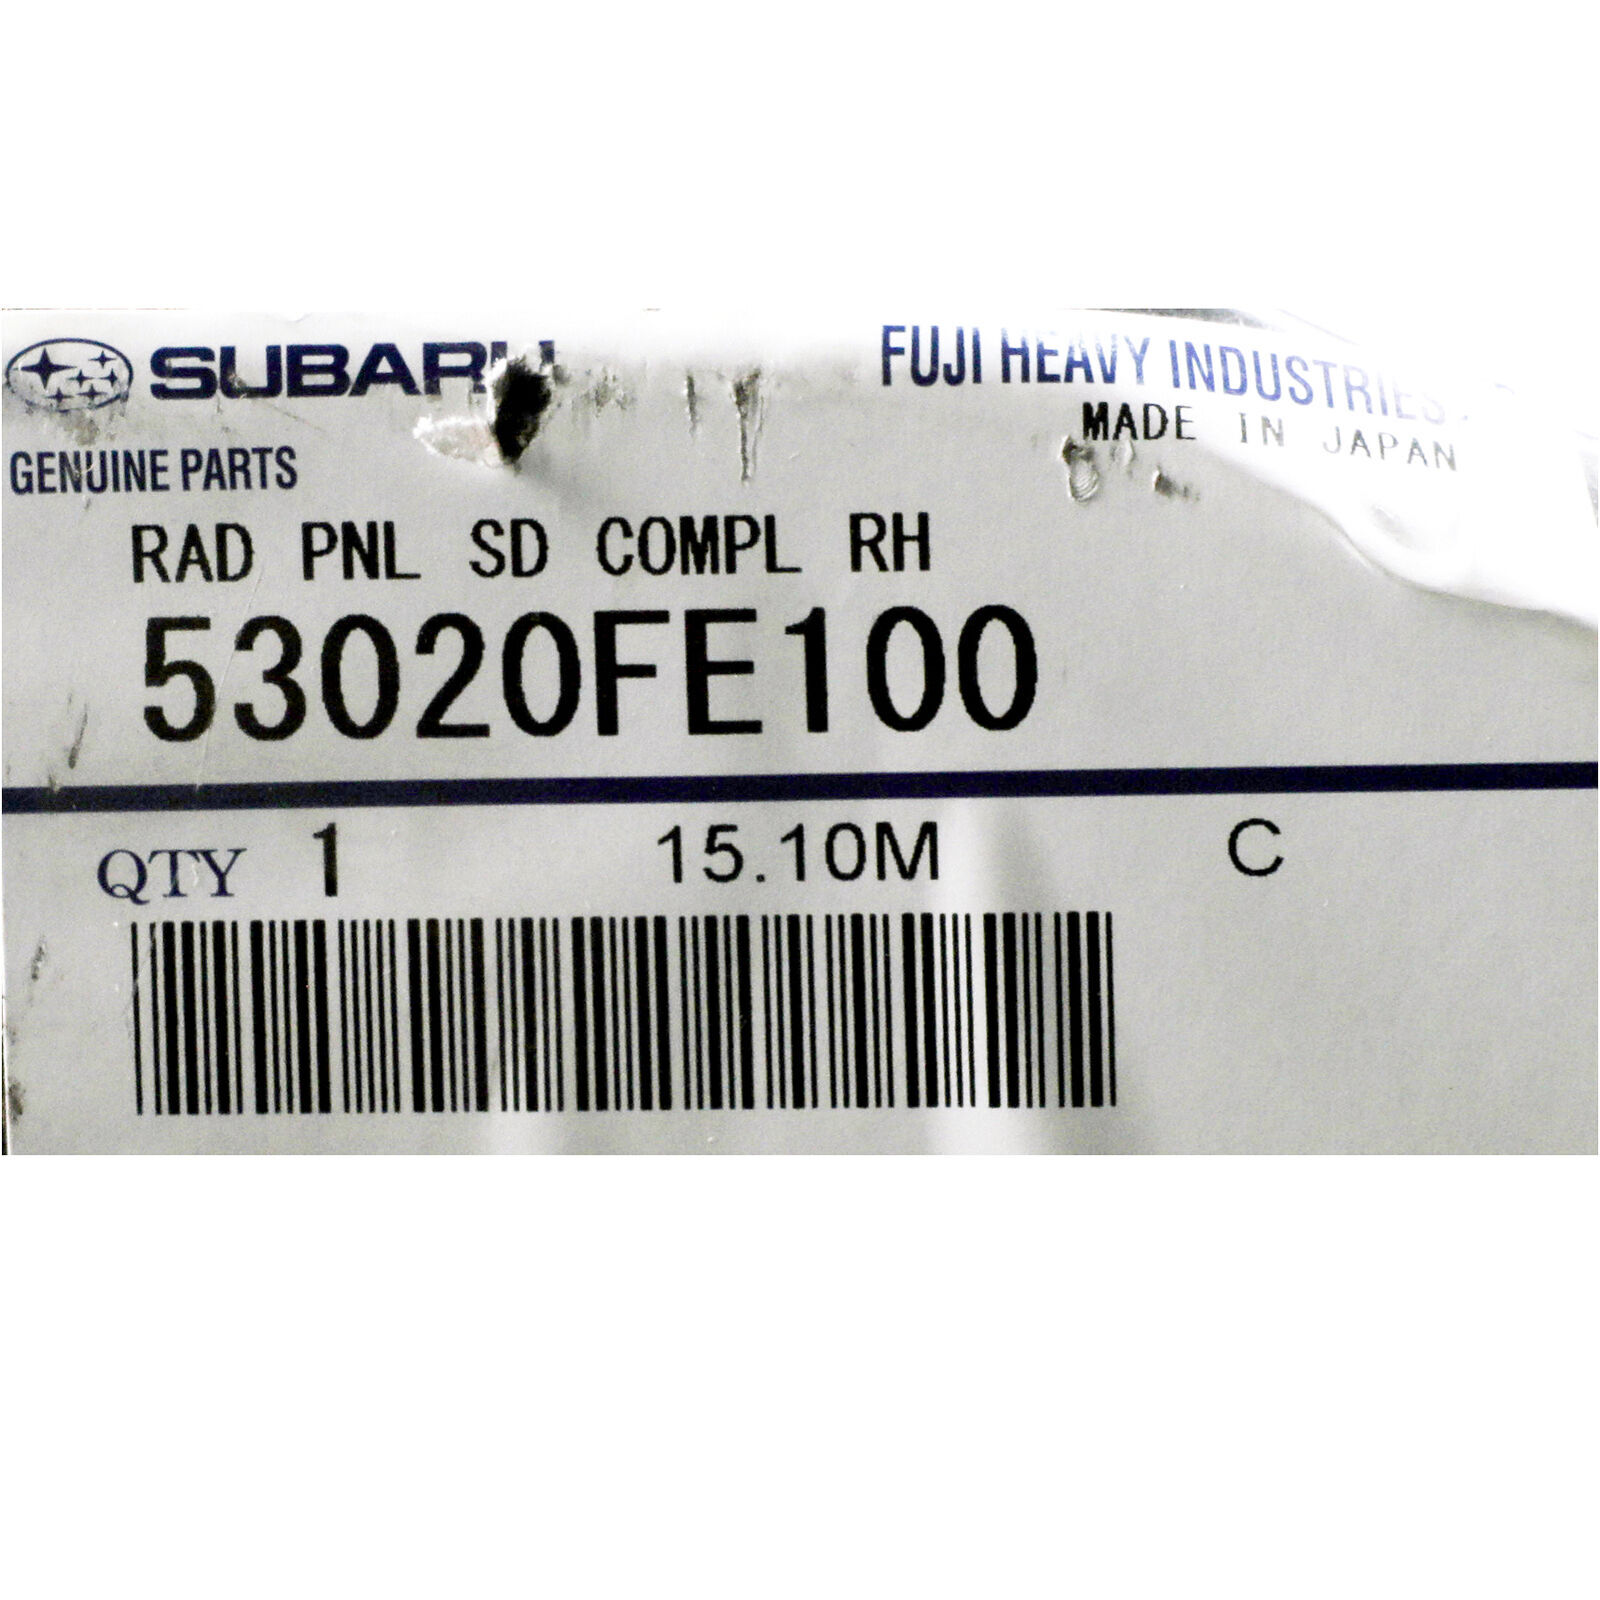 SUBARU
FUJI HEAVY INDUSTRIES
MADE IN JAPAN
GENUINE PARTS
RAD PNL SD COMPL RH
53020FE100
QTY 1 15.10M C